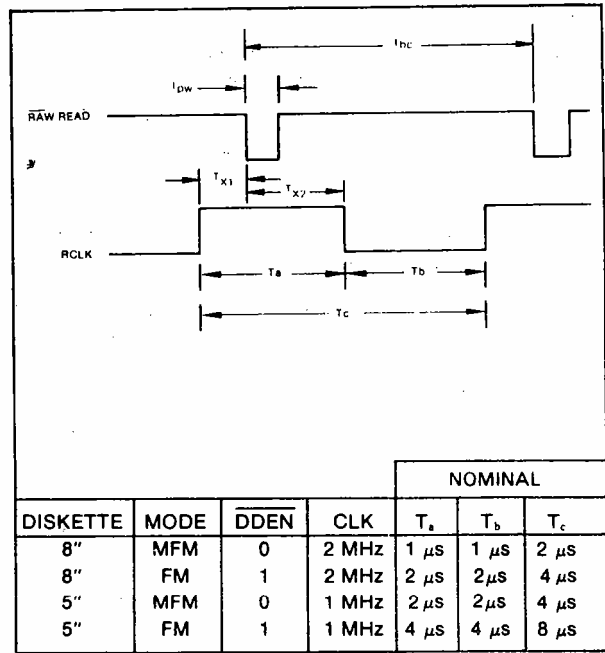 Tbc
Tpw
RAW READ
TX1
TX2
RCLK
Ta
Tb
Tc
NOMINAL
DISKETTE MODE DDEN CLK Ta Tb Tc
8" MFM 0 2 MHz 1 μs 1 μs 2 μs
8" FM 1 2 MHz 2 μs 2μs 4 μs
5" MFM 0 1 MHz 2μs 2μs 4 μs
5" FM 1 1 MHz 4 μs 4 μs 8 μs